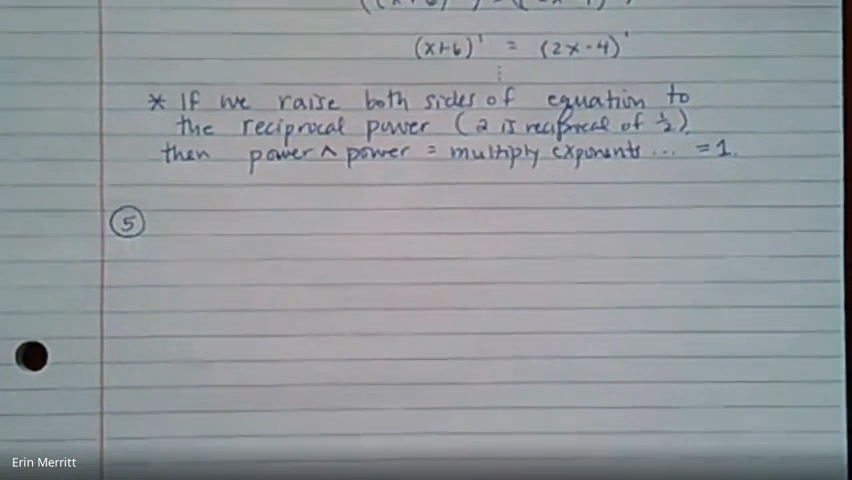 (x+6)¹ = (2x-4)¹
⋮
* If we raise both sides of equation to
the reciprocal power (2 is reciprocal of ½)
then power ^ power = multiply exponents ... = 1.
5
Erin Merritt